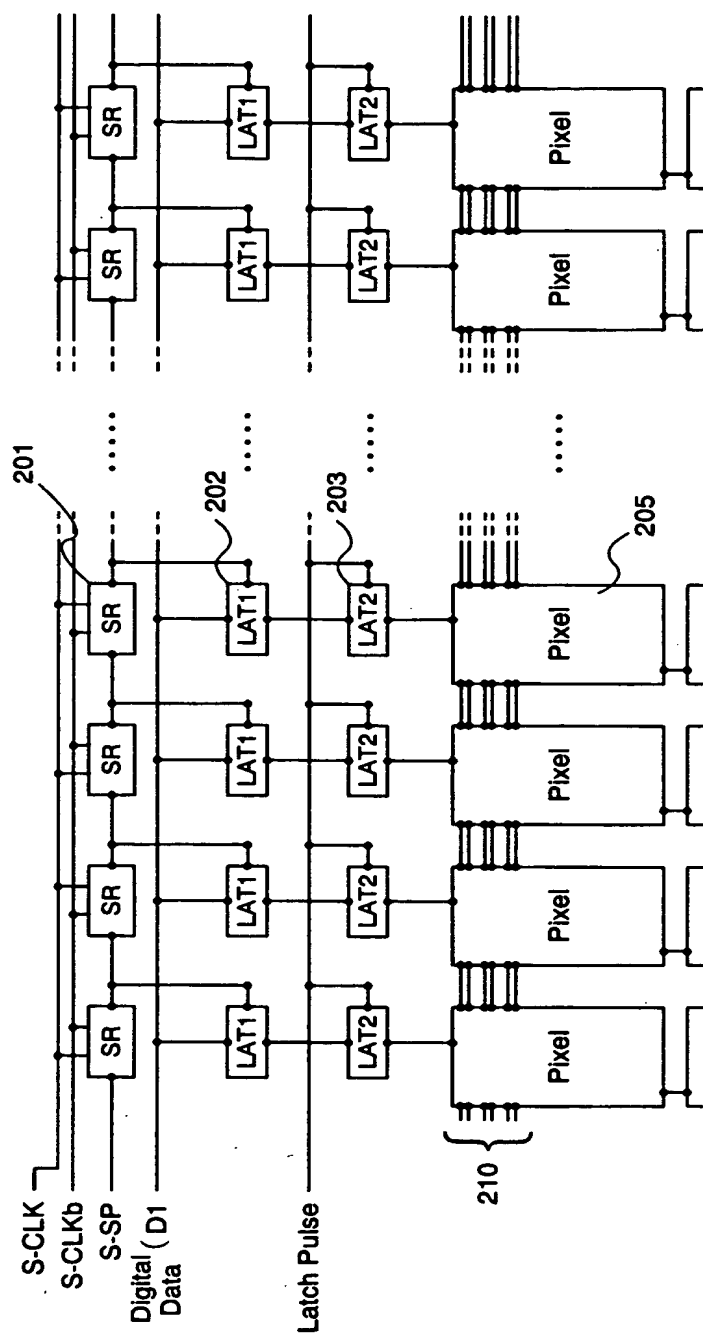 S-CLK
S-CLKb
S-SP
Digital Data ( D1
Latch Pulse
201
SR SR SR SR SR SR
202
LAT1 LAT1 LAT1 LAT1 LAT1 LAT1
203
LAT2 LAT2 LAT2 LAT2 LAT2 LAT2
205
Pixel Pixel Pixel Pixel Pixel Pixel
210